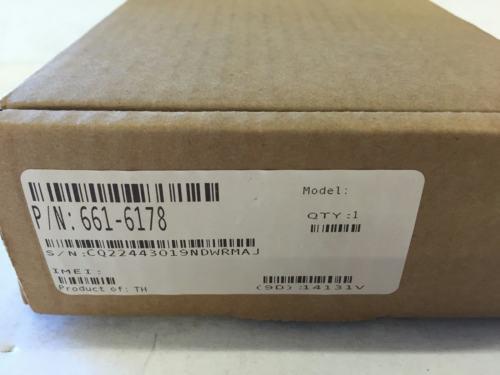 Model:
P/N: 661-6178
QTY:1
S/N:CQ22443019NDWRMAJ
IMEI:
Product of: TH
(9D):14131V